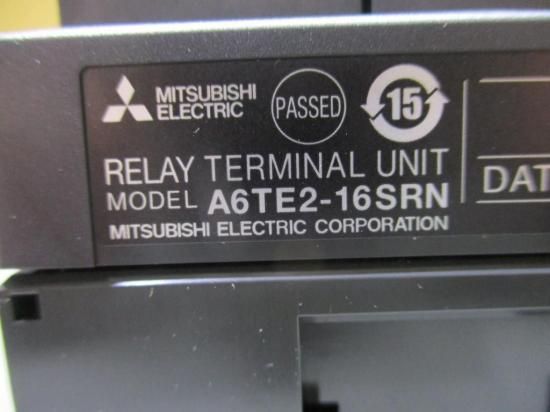 MITSUBISHI
ELECTRIC
PASSED
15
RELAY TERMINAL UNIT
MODEL A6TE2-16SRN
DAT
MITSUBISHI ELECTRIC CORPORATION